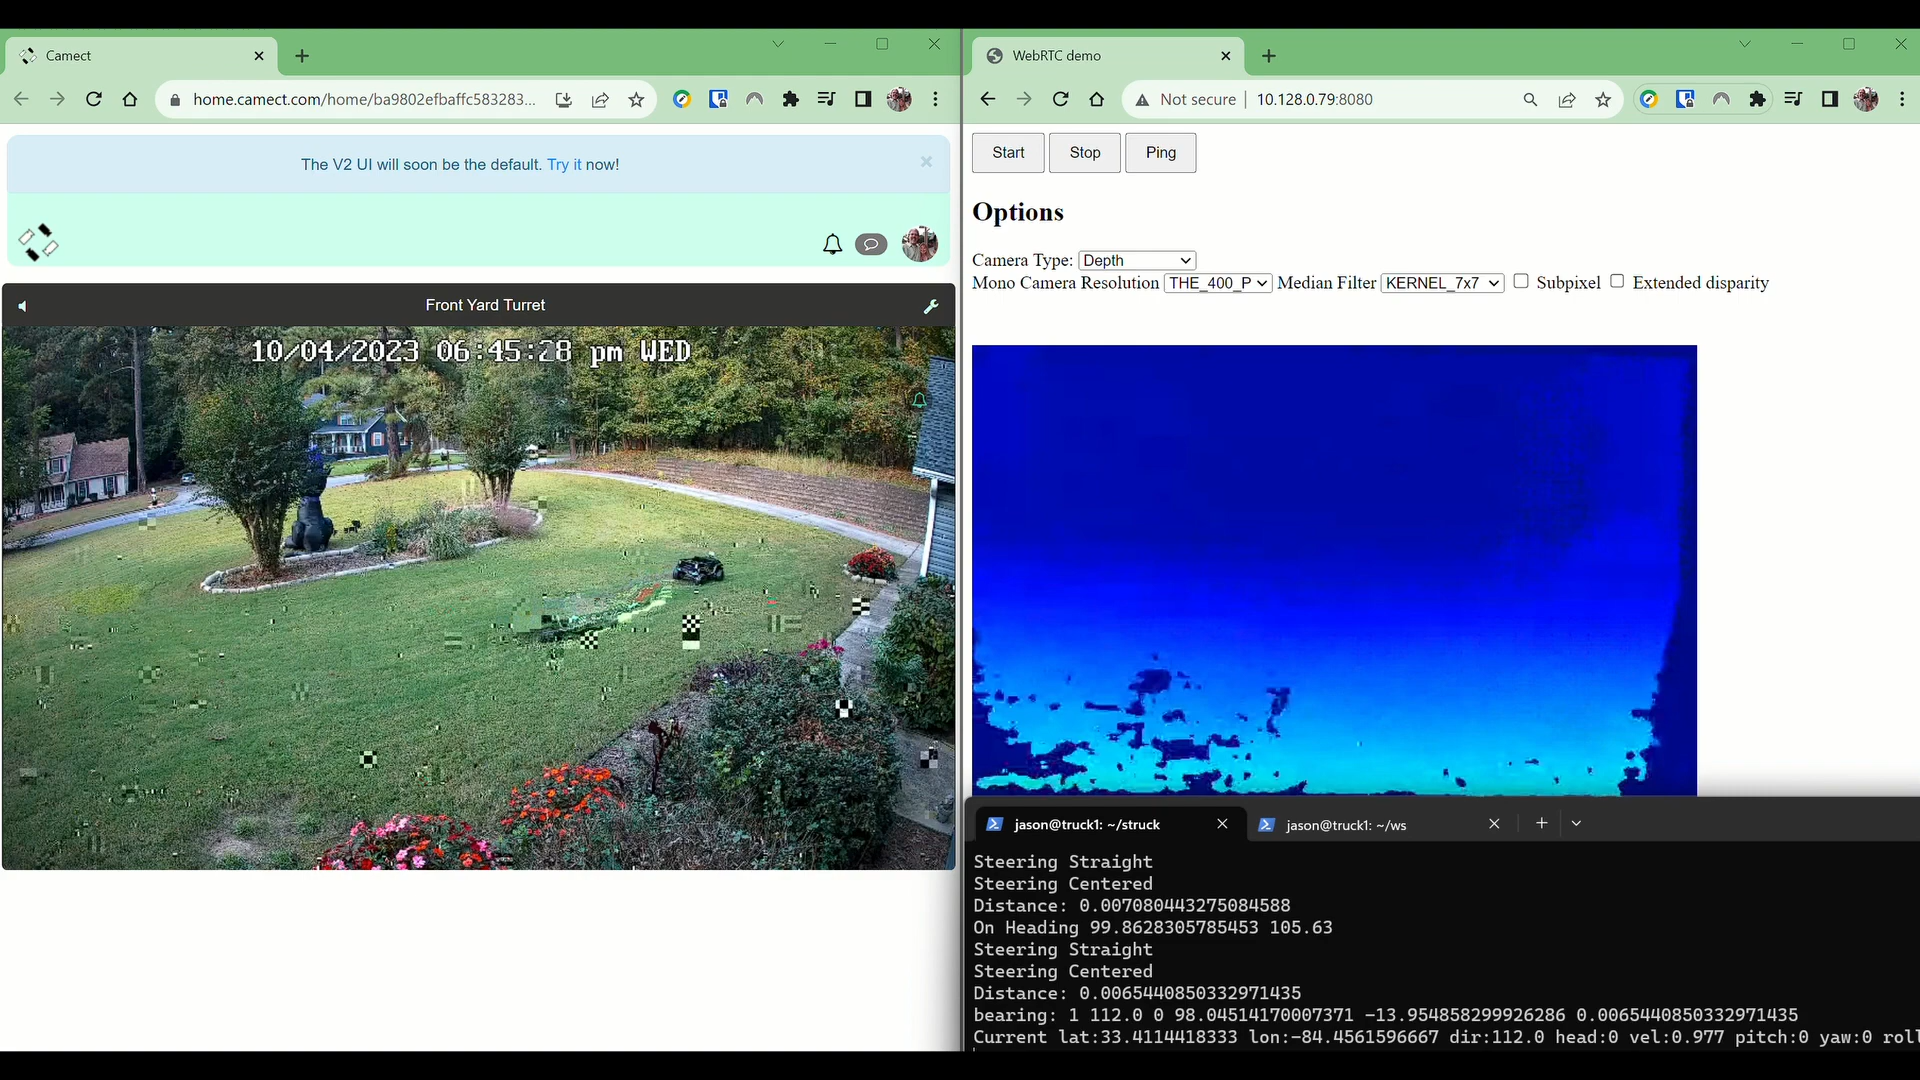 Camect
home.camect.com/home/ba9802efbaffc583283...
The V2 UI will soon be the default. Try it now!
Front Yard Turret
10/04/2023 06:45:28 pm WED
WebRTC demo
Not secure 10.128.0.79:8080
Start Stop Ping
Options
Camera Type: Depth
Mono Camera Resolution THE_400_P Median Filter KERNEL_7x7 Subpixel Extended disparity
jason@truck1: ~/struck jason@truck1: ~/ws
Steering Straight
Steering Centered
Distance: 0.007080443275084588
On Heading 99.8628305785453 105.63
Steering Straight
Steering Centered
Distance: 0.0065440850332971435
bearing: 1 112.0 0 98.04514170007371 -13.954858299926286 0.0065440850332971435
Current lat:33.4114418333 lon:-84.4561596667 dir:112.0 head:0 vel:0.977 pitch:0 yaw:0 roll